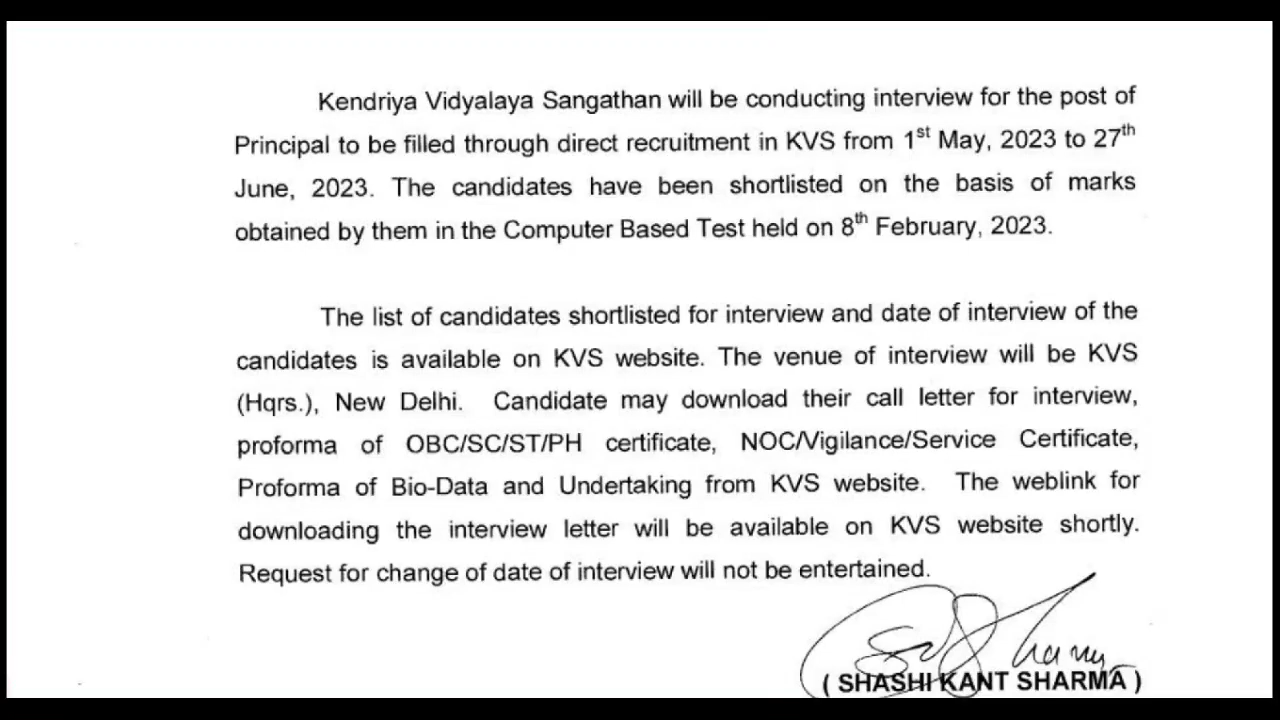 Kendriya Vidyalaya Sangathan will be conducting interview for the post of
Principal to be filled through direct recruitment in KVS from 1st May, 2023 to 27th
June, 2023. The candidates have been shortlisted on the basis of marks
obtained by them in the Computer Based Test held on 8th February, 2023.
The list of candidates shortlisted for interview and date of interview of the
candidates is available on KVS website. The venue of interview will be KVS
(Hqrs.), New Delhi. Candidate may download their call letter for interview,
proforma of OBC/SC/ST/PH certificate, NOC/Vigilance/Service Certificate,
Proforma of Bio-Data and Undertaking from KVS website. The weblink for
downloading the interview letter will be available on KVS website shortly.
Request for change of date of interview will not be entertained.
( SHASHI KANT SHARMA )